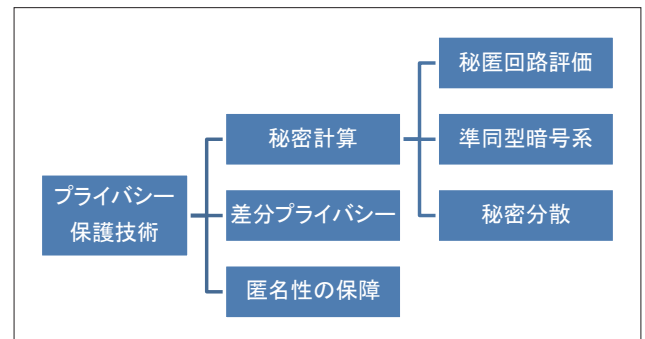 プライバシー
保護技術
秘密計算
差分プライバシー
匿名性の保障
秘匿回路評価
準同型暗号系
秘密分散